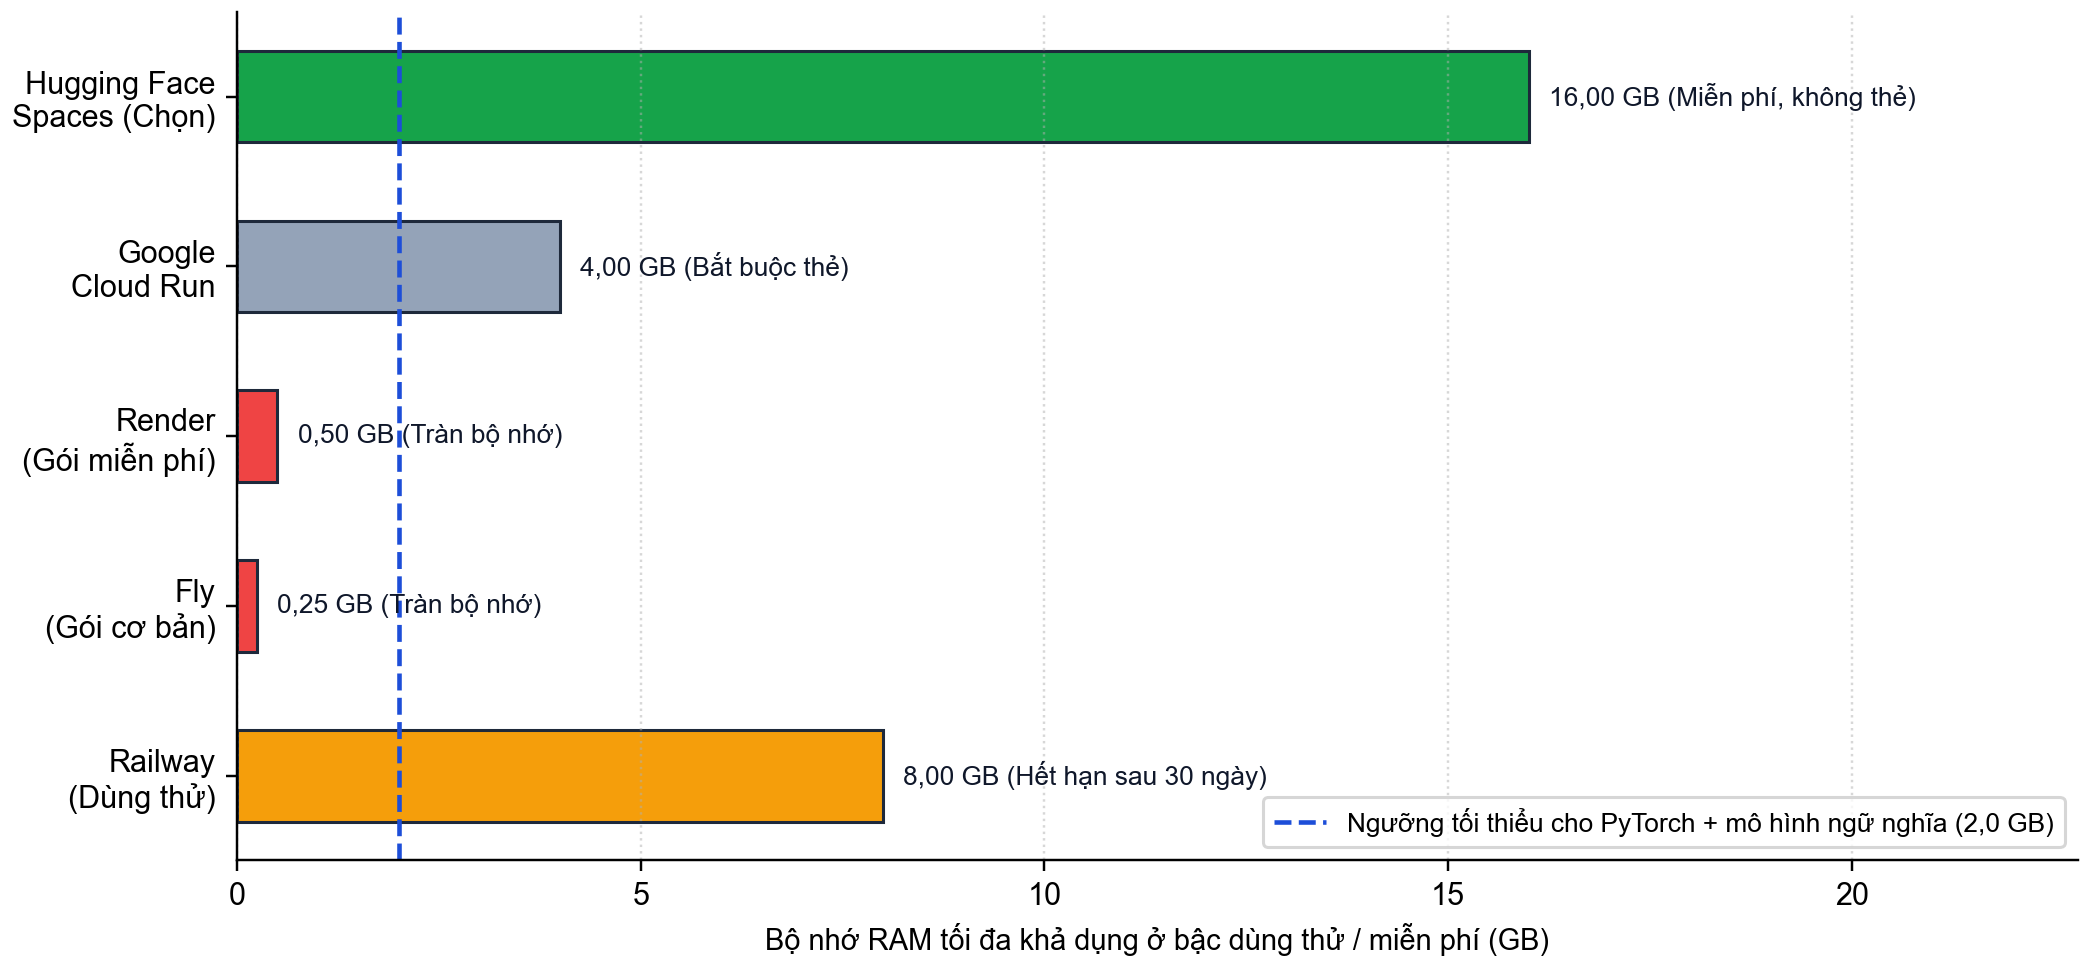 Hugging Face
Spaces (Chọn)
16,00 GB (Miễn phí, không thẻ)
Google
Cloud Run
4,00 GB (Bắt buộc thẻ)
Render
(Gói miễn phí)
0,50 GB (Tràn bộ nhớ)
Fly
(Gói cơ bản)
0,25 GB (Tràn bộ nhớ)
Railway
(Dùng thử)
8,00 GB (Hết hạn sau 30 ngày)
Ngưỡng tối thiểu cho PyTorch + mô hình ngữ nghĩa (2,0 GB)
0 5 10 15 20
Bộ nhớ RAM tối đa khả dụng ở bậc dùng thử / miễn phí (GB)